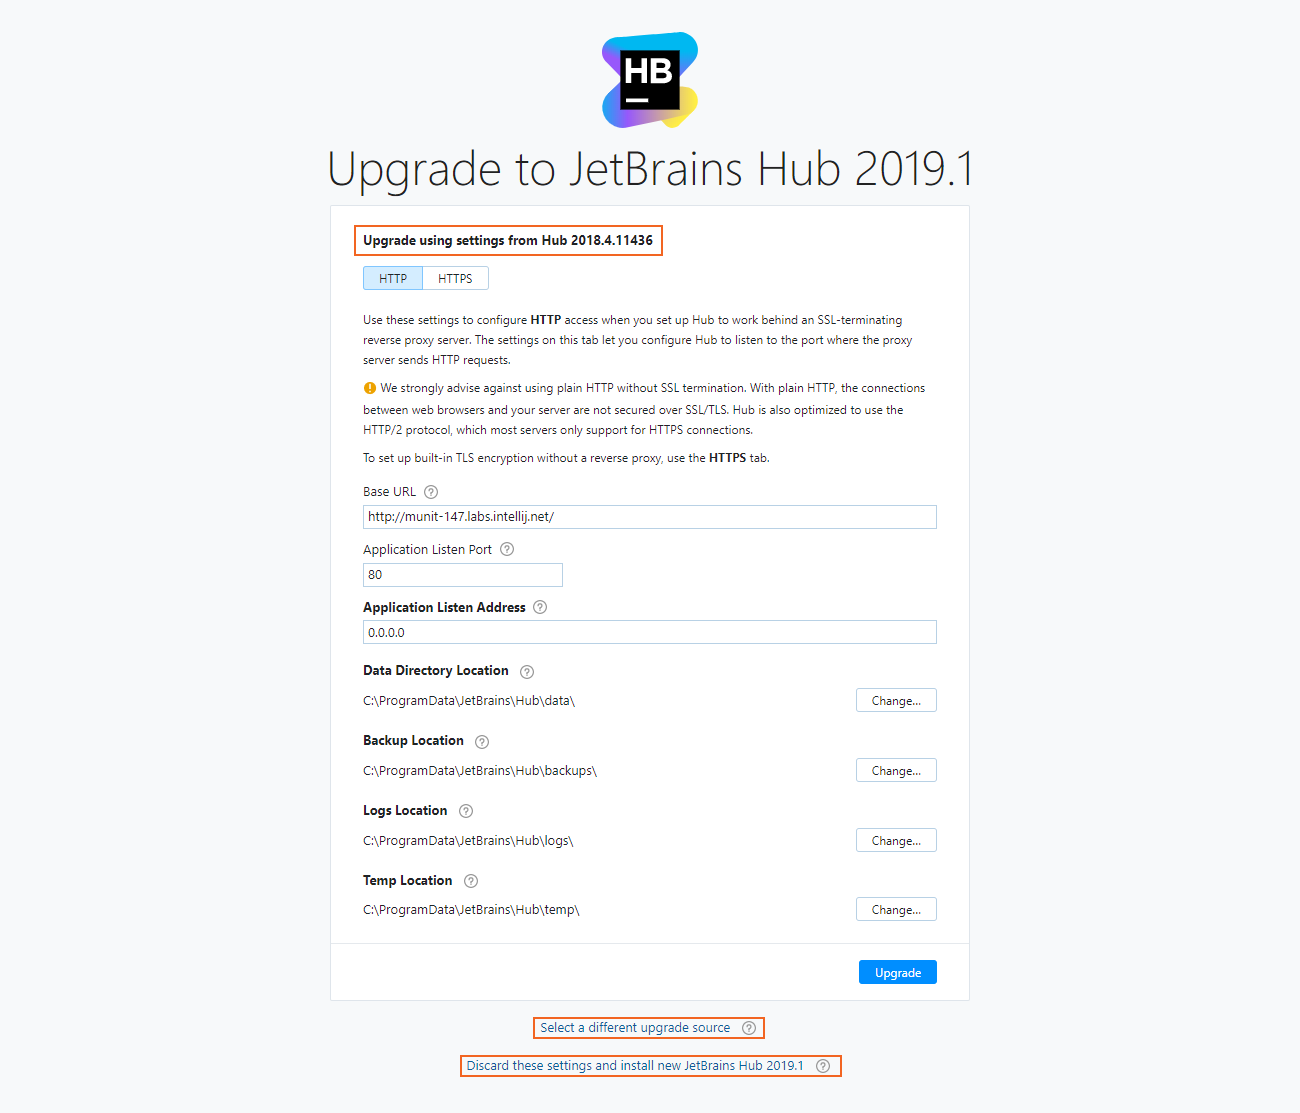 HB
Upgrade to JetBrains Hub 2019.1
Upgrade using settings from Hub 2018.4.11436
HTTP HTTPS
Use these settings to configure HTTP access when you set up Hub to work behind an SSL-terminating
reverse proxy server. The settings on this tab let you configure Hub to listen to the port where the proxy
server sends HTTP requests.
We strongly advise against using plain HTTP without SSL termination. With plain HTTP, the connections
between web browsers and your server are not secured over SSL/TLS. Hub is also optimized to use the
HTTP/2 protocol, which most servers only support for HTTPS connections.
To set up built-in TLS encryption without a reverse proxy, use the HTTPS tab.
Base URL
http://munit-147.labs.intellij.net/
Application Listen Port
80
Application Listen Address
0.0.0.0
Data Directory Location
C:\ProgramData\JetBrains\Hub\data\ Change...
Backup Location
C:\ProgramData\JetBrains\Hub\backups\ Change...
Logs Location
C:\ProgramData\JetBrains\Hub\logs\ Change...
Temp Location
C:\ProgramData\JetBrains\Hub\temp\ Change...
Upgrade
Select a different upgrade source
Discard these settings and install new JetBrains Hub 2019.1